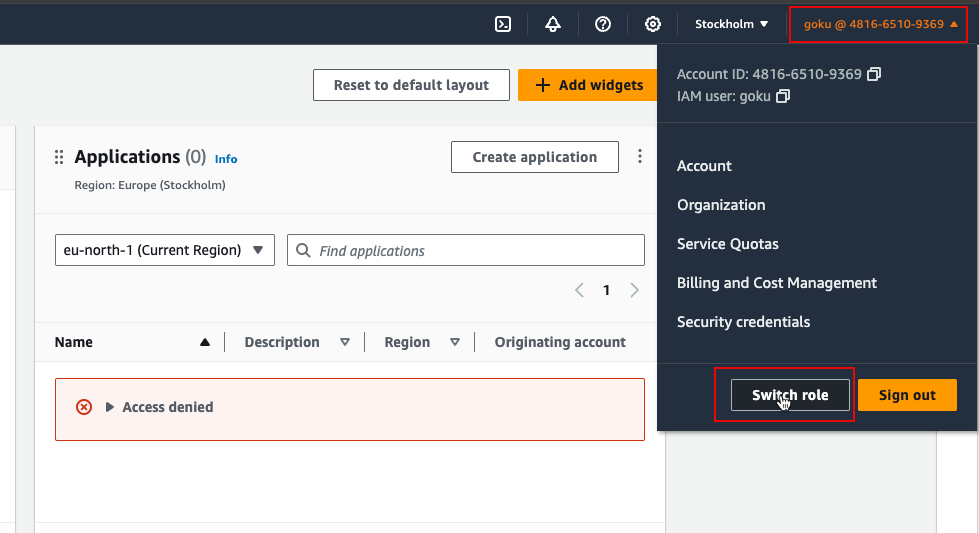 Stockholm
goku @ 4816-6510-9369
Account ID: 4816-6510-9369
IAM user: goku
Reset to default layout
Add widgets
Applications (0) Info
Region: Europe (Stockholm)
Create application
eu-north-1 (Current Region)
Find applications
1
Name Description Region Originating account
Access denied
Account
Organization
Service Quotas
Billing and Cost Management
Security credentials
Switch role
Sign out